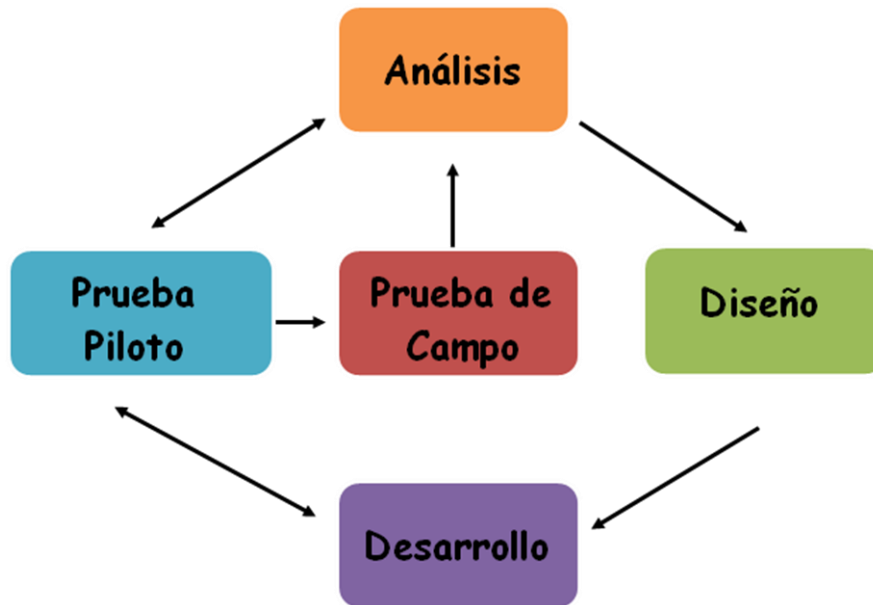 Análisis
Prueba
Piloto
Prueba de
Campo
Diseño
Desarrollo